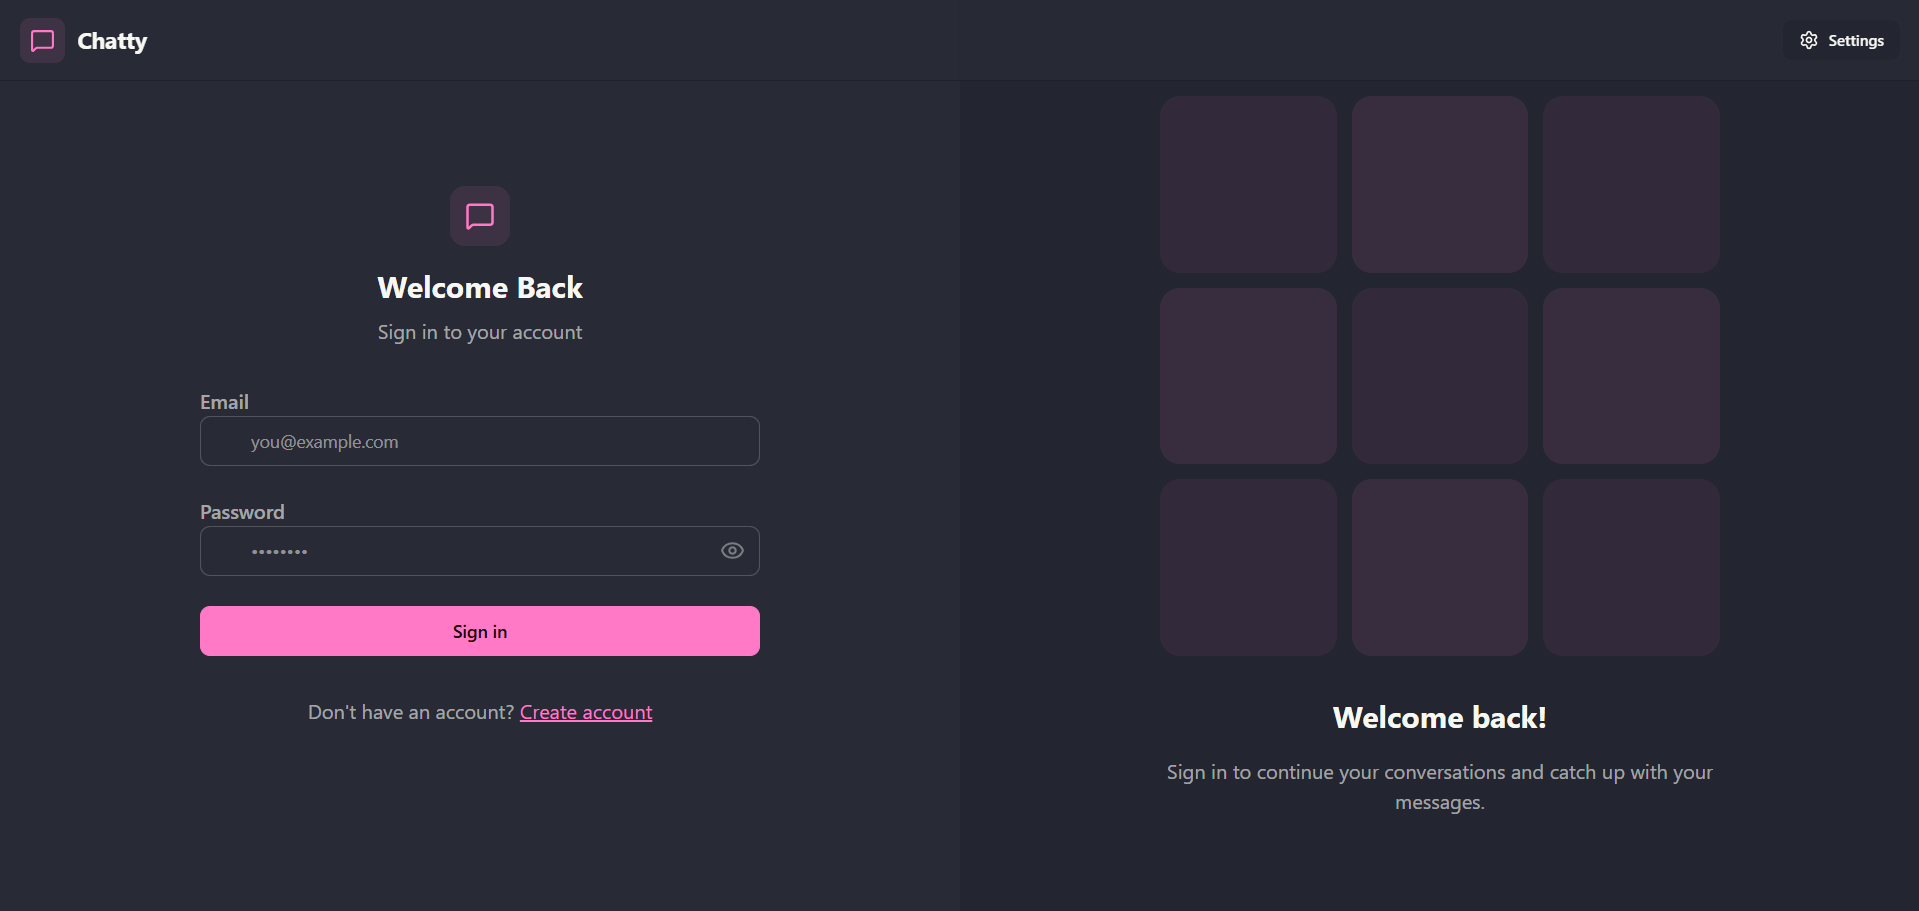 Chatty
Settings
Welcome Back
Sign in to your account
Email
you@example.com
Password
••••••••
Sign in
Don't have an account? Create account
Welcome back!
Sign in to continue your conversations and catch up with your
messages.